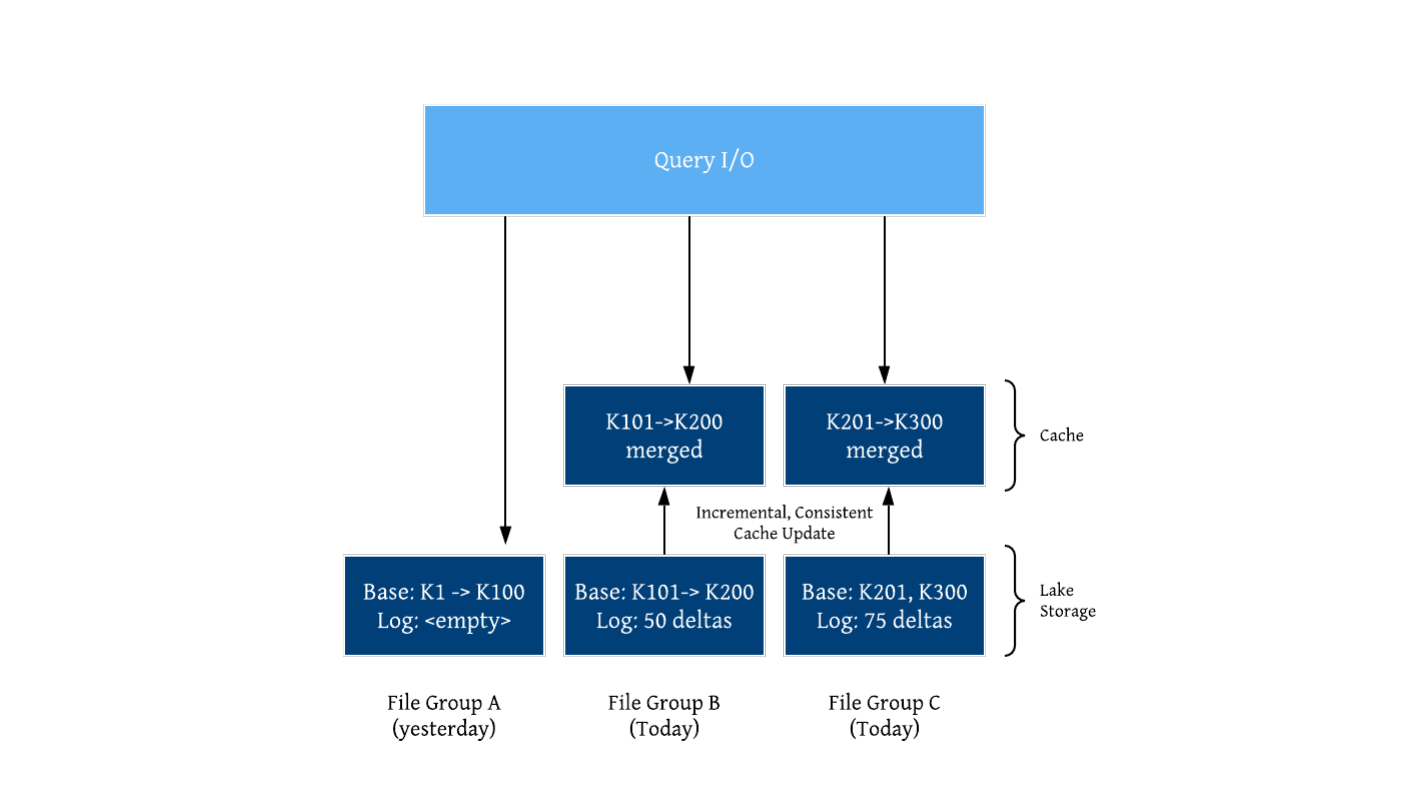 Query I/O
K101->K200
merged
K201->K300
merged
Cache
Incremental, Consistent
Cache Update
Base: K1 -> K100
Log: <empty>
Base: K101-> K200
Log: 50 deltas
Base: K201, K300
Log: 75 deltas
Lake
Storage
File Group A
(yesterday)
File Group B
(Today)
File Group C
(Today)